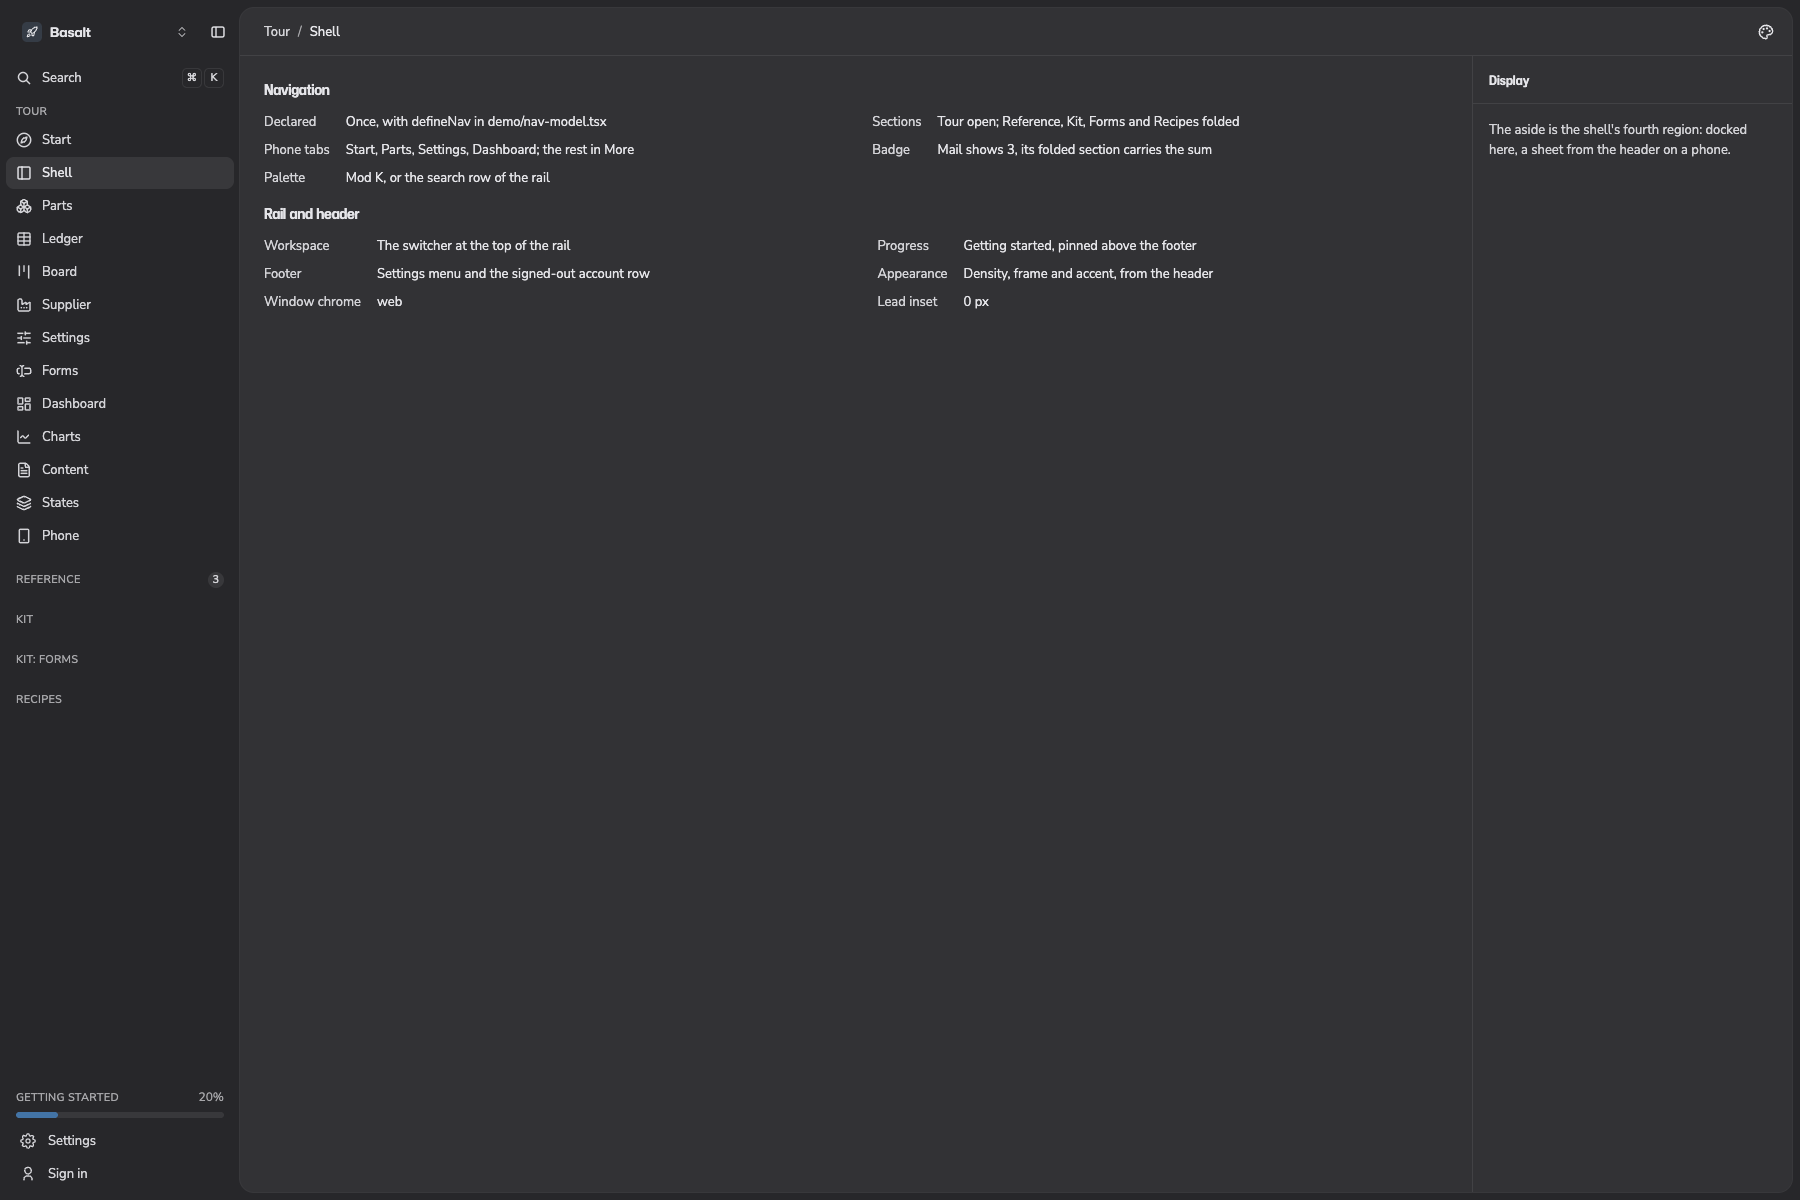 Basalt
Search ⌘ K
TOUR
Start
Shell
Parts
Ledger
Board
Supplier
Settings
Forms
Dashboard
Charts
Content
States
Phone
REFERENCE 3
KIT
KIT: FORMS
RECIPES
GETTING STARTED 20%
Settings
Sign in
Tour / Shell
Navigation
Declared Once, with defineNav in demo/nav-model.tsx
Phone tabs Start, Parts, Settings, Dashboard; the rest in More
Palette Mod K, or the search row of the rail
Sections Tour open; Reference, Kit, Forms and Recipes folded
Badge Mail shows 3, its folded section carries the sum
Rail and header
Workspace The switcher at the top of the rail
Footer Settings menu and the signed-out account row
Window chrome web
Progress Getting started, pinned above the footer
Appearance Density, frame and accent, from the header
Lead inset 0 px
Display
The aside is the shell's fourth region: docked
here, a sheet from the header on a phone.